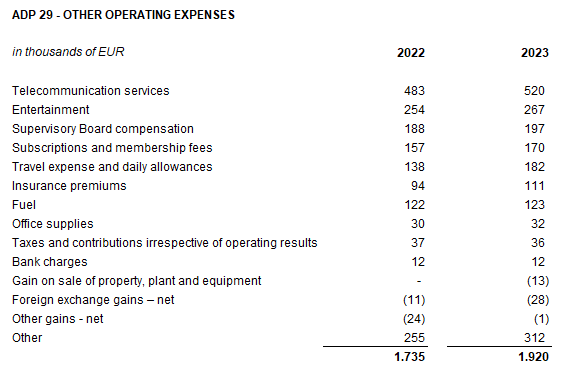 ADP 29 - OTHER OPERATING EXPENSES
in thousands of EUR 2022 2023
Telecommunication services 483 520
Entertainment 254 267
Supervisory Board compensation 188 197
Subscriptions and membership fees 157 170
Travel expense and daily allowances 138 182
Insurance premiums 94 111
Fuel 122 123
Office supplies 30 32
Taxes and contributions irrespective of operating results 37 36
Bank charges 12 12
Gain on sale of property, plant and equipment - (13)
Foreign exchange gains – net (11) (28)
Other gains - net (24) (1)
Other 255 312
1.735 1.920